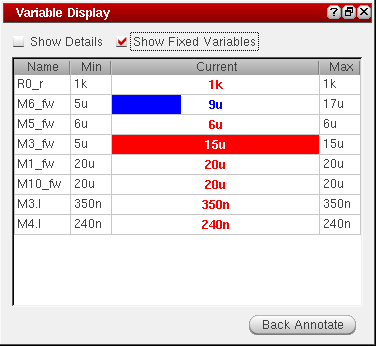 Variable Display
Show Details Show Fixed Variables
Name Min Current Max
R0_r 1k 1k 1k
M6_fw 5u 9u 17u
M5_fw 6u 6u 6u
M3_fw 5u 15u 15u
M1_fw 20u 20u 20u
M10_fw 20u 20u 20u
M3.l 350n 350n 350n
M4.l 240n 240n 240n
Back Annotate